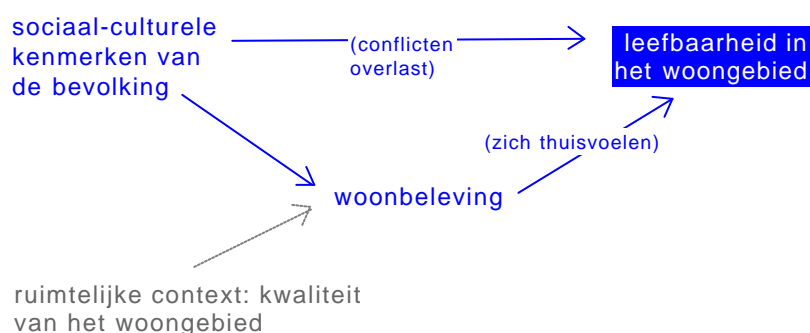 sociaal-culturele
kenmerken van
de bevolking
(conflicten
overlast)
leefbaarheid in
het woongebied
(zich thuisvoelen)
woonbeleving
ruimtelijke context: kwaliteit
van het woongebied